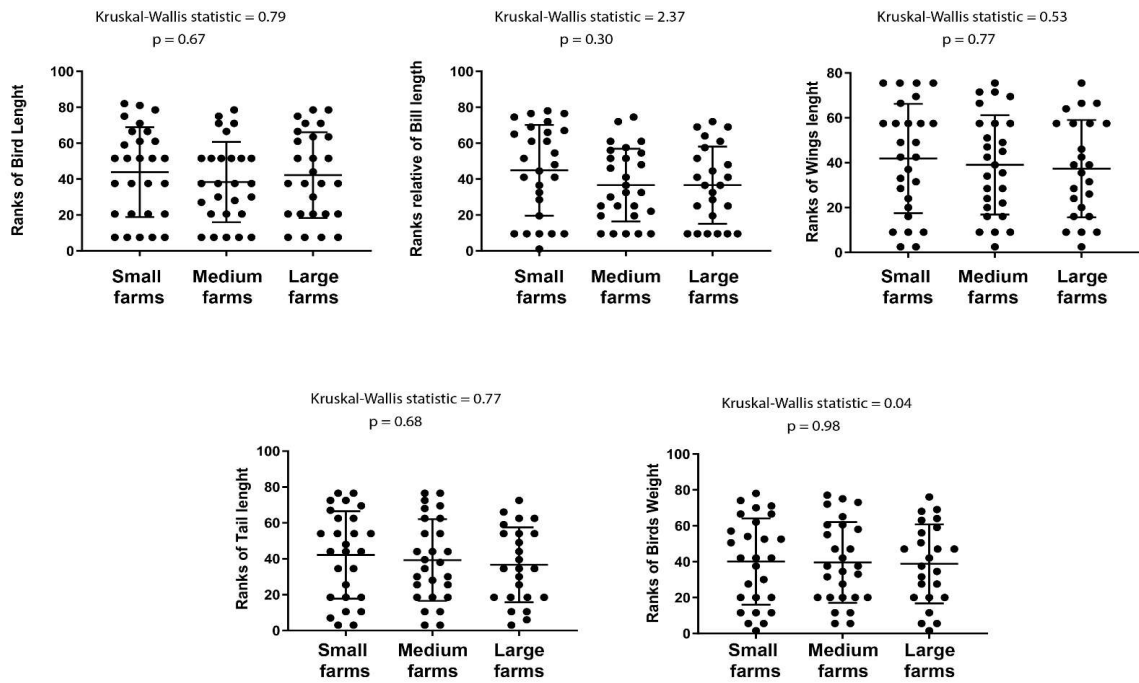 Kruskal-Wallis statistic = 0.79
p = 0.67
Ranks of Bird Lenght
100
80
60
40
20
0
Small farms
Medium farms
Large farms
Kruskal-Wallis statistic = 2.37
p = 0.30
Ranks relative of Bill length
100
80
60
40
20
0
Small farms
Medium farms
Large farms
Kruskal-Wallis statistic = 0.53
p = 0.77
Ranks of Wings lenght
80
60
40
20
0
Small farms
Medium farms
Large farms
Kruskal-Wallis statistic = 0.77
p = 0.68
Ranks of Tail lenght
100
80
60
40
20
0
Small farms
Medium farms
Large farms
Kruskal-Wallis statistic = 0.04
p = 0.98
Ranks of Birds Weight
100
80
60
40
20
0
Small farms
Medium farms
Large farms